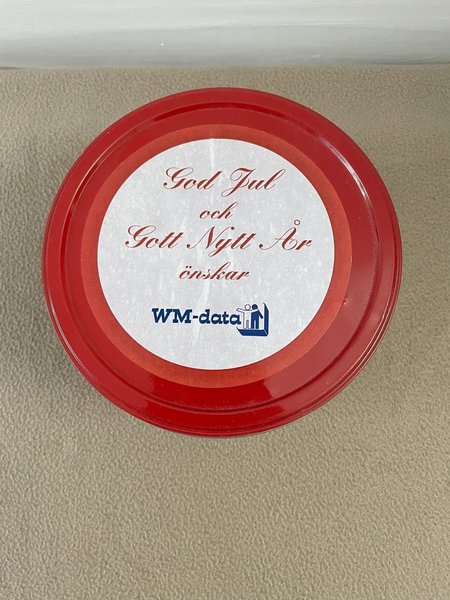 God Jul
och
Gott Nytt År
önskar
WM-data